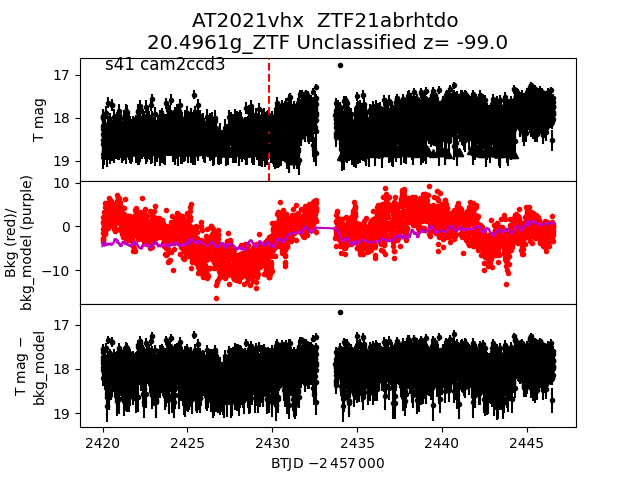 AT2021vhx  ZTF21abrhtdo
20.4961g_ZTF Unclassified z= -99.0
s41 cam2ccd3
17
18
19
T mag
10
0
−10
Bkg (red)/
bkg_model (purple)
17
18
19
T mag −
bkg_model
2420
2425
2430
2435
2440
2445
BTJD −2 457 000